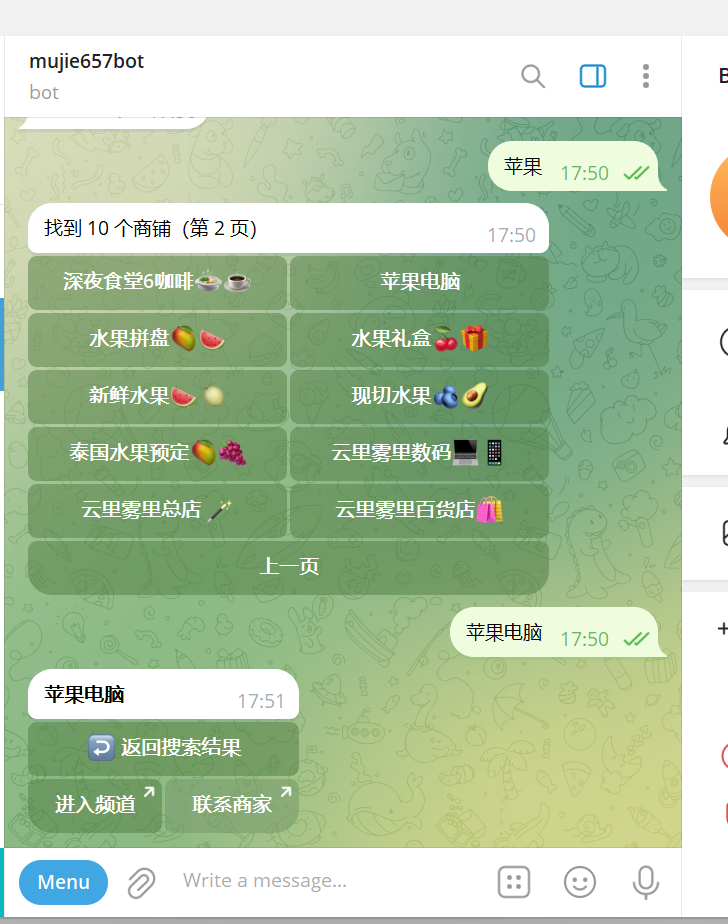 mujie657bot
bot
苹果 17:50
找到 10 个商铺 (第 2 页) 17:50
深夜食堂6咖啡🍲☕ 苹果电脑
水果拼盘🥭🍉 水果礼盒🍒🎁
新鲜水果🍉🍈 现切水果🫐🥑
泰国水果预定🥭🍇 云里雾里数码💻📱
云里雾里总店🪄 云里雾里百货店🛍️
上一页
苹果电脑 17:50
苹果电脑 17:51
↩️ 返回搜索结果
进入频道 联系商家
Menu Write a message...